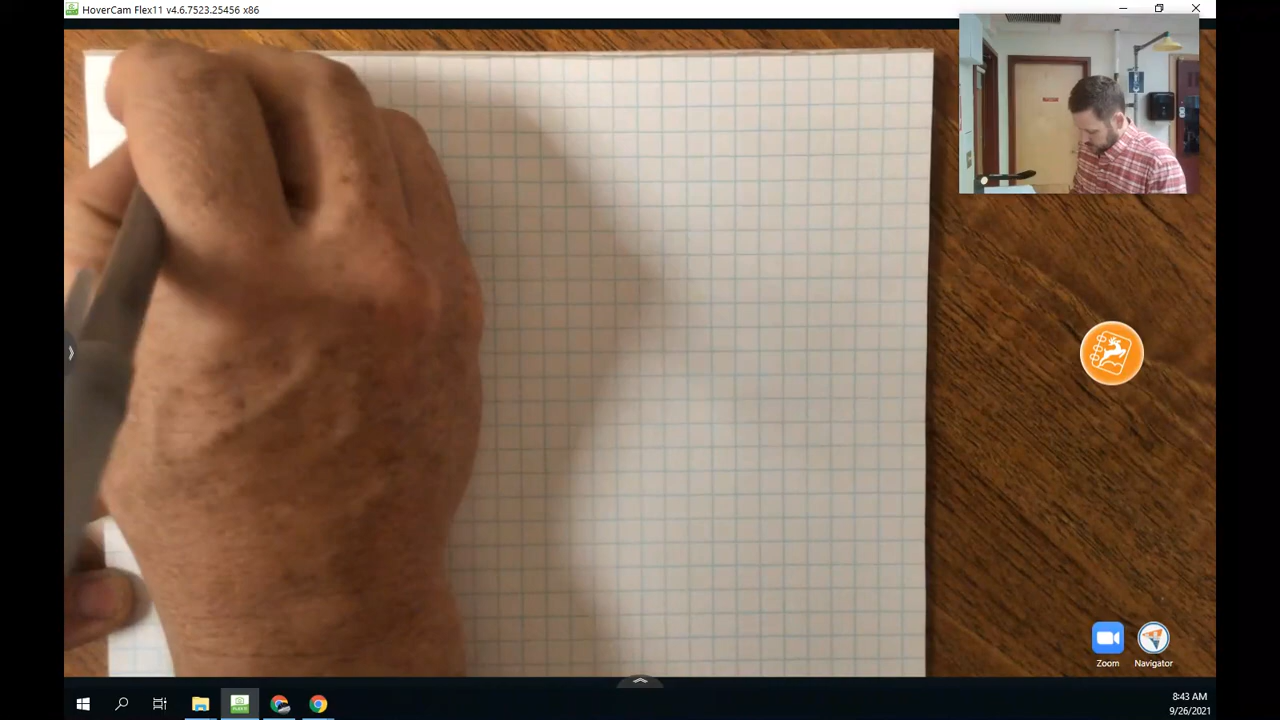 HoverCam Flex11 v4.6.7523.25456 x86
Zoom
Navigator
8:43 AM
9/26/2021